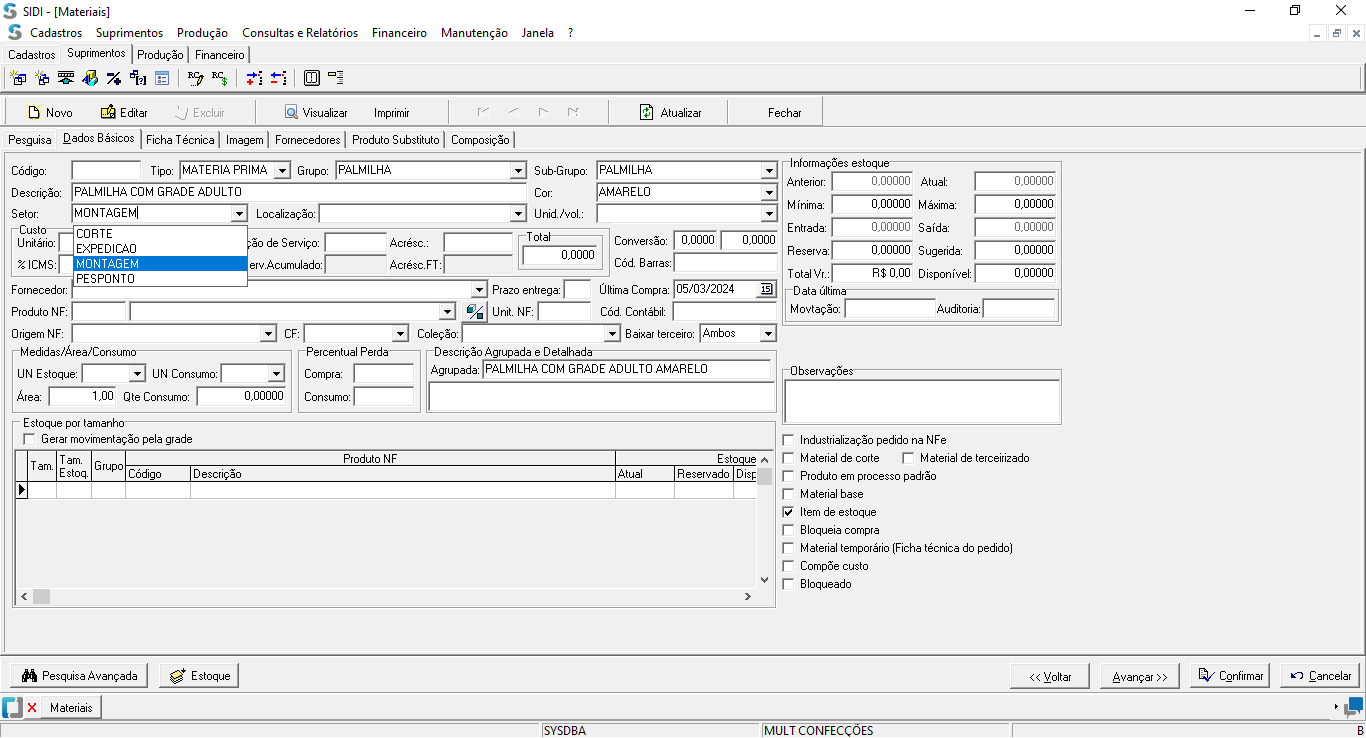 SIDI - [Materiais]
Cadastros Suprimentos Produção Consultas e Relatórios Financeiro Manutenção Janela ?
Cadastros Suprimentos Produção Financeiro
Novo Editar Excluir Visualizar Imprimir Atualizar Fechar
Pesquisa Dados Básicos Ficha Técnica Imagem Fornecedores Produto Substituto Composição
Código: Tipo: MATERIA PRIMA Grupo: PALMILHA Sub-Grupo: PALMILHA
Descrição: PALMILHA COM GRADE ADULTO Cor: AMARELO
Setor: MONTAGEM Localização: Unid./vol.:
CORTE
EXPEDICAO
MONTAGEM
PESPONTO
Custo
Unitário: ção de Serviço: Acrésc.: Total 0,0000 Conversão: 0,0000 0,0000
% ICMS: erv.Acumulado: Acrésc.FT: Cód. Barras:
Fornecedor: Prazo entrega: Última Compra: 05/03/2024 15
Produto NF: Unit. NF: Cód. Contábil:
Origem NF: CF: Coleção: Baixar terceiro: Ambos
Informações estoque
Anterior: 0,00000 Atual: 0,00000
Mínima: 0,00000 Máxima: 0,00000
Entrada: 0,00000 Saída: 0,00000
Reserva: 0,00000 Sugerida: 0,00000
Total Vr.: R$ 0,00 Disponível: 0,00000
Data última
Movtação: Auditoria:
Medidas/Área/Consumo
UN Estoque: UN Consumo:
Área: 1,00 Qte Consumo: 0,00000
Percentual Perda
Compra:
Consumo:
Descrição Agrupada e Detalhada
Agrupada: PALMILHA COM GRADE ADULTO AMARELO
Observações
Estoque por tamanho
Gerar movimentação pela grade
Tam. Tam. Estoq. Grupo Produto NF Estoque
Código Descrição Atual Reservado Disp
Industrialização pedido na NFe
Material de corte Material de terceirizado
Produto em processo padrão
Material base
Item de estoque
Bloqueia compra
Material temporário (Ficha técnica do pedido)
Compõe custo
Bloqueado
Pesquisa Avançada Estoque << Voltar Avançar >> Confirmar Cancelar
Materiais
SYSDBA MULT CONFECÇÕES B